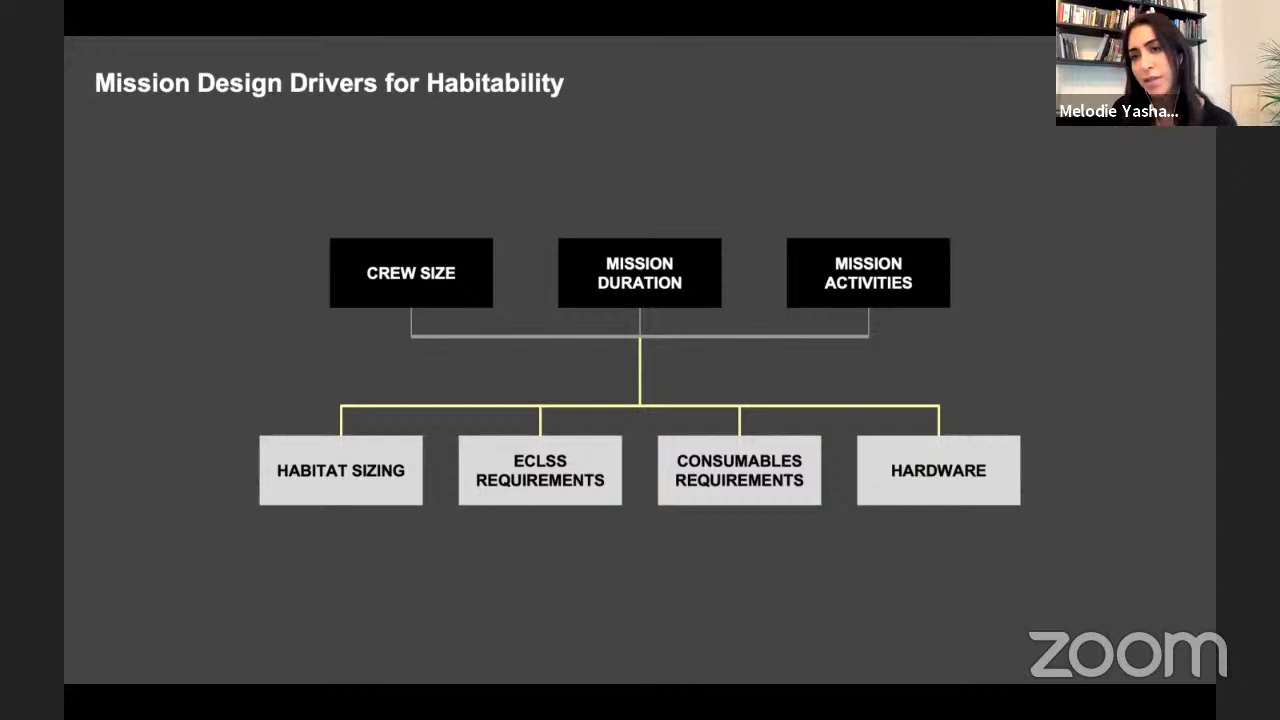 Mission Design Drivers for Habitability
Melodie Yasha...
CREW SIZE
MISSION
DURATION
MISSION
ACTIVITIES
HABITAT SIZING
ECLSS
REQUIREMENTS
CONSUMABLES
REQUIREMENTS
HARDWARE
zoom